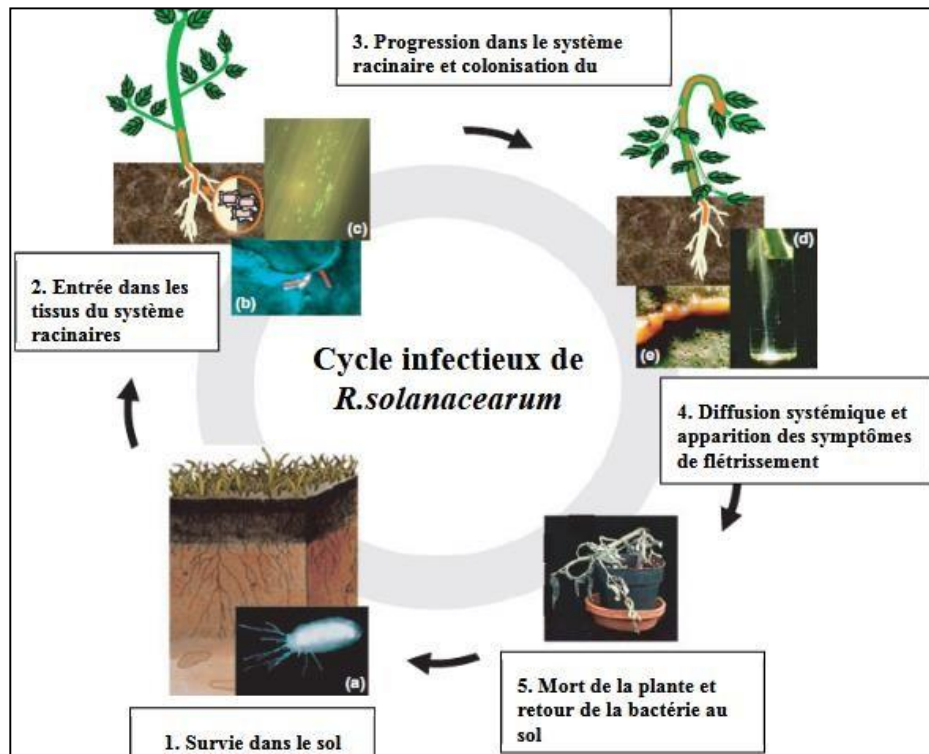 3. Progression dans le système
racinaire et colonisation du
(c)
(b)
(d)
(e)
2. Entrée dans les
tissus du système
racinaires
Cycle infectieux de
R.solanacearum
4. Diffusion systémique et
apparition des symptômes
de flétrissement
(a)
5. Mort de la plante et
retour de la bactérie au
sol
1. Survie dans le sol